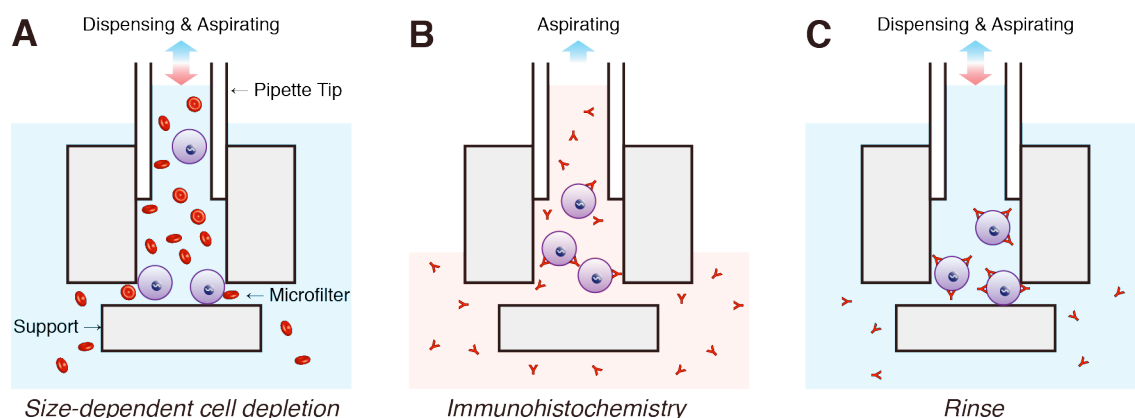 A
Dispensing & Aspirating
← Pipette Tip
← Microfilter
Support →
Size-dependent cell depletion
B
Aspirating
Immunohistochemistry
C
Dispensing & Aspirating
Rinse